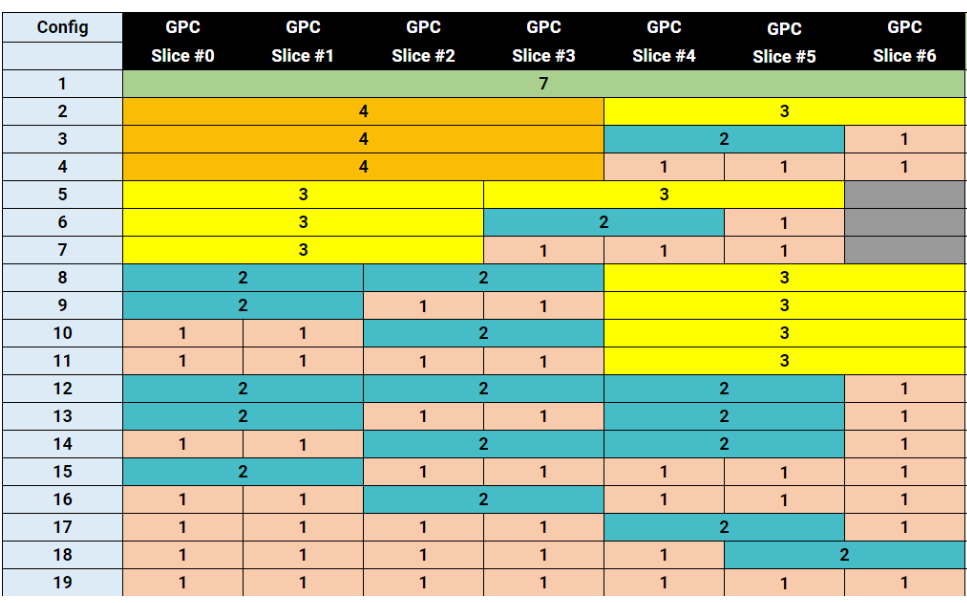 Config GPC GPC GPC GPC GPC GPC GPC
Slice #0 Slice #1 Slice #2 Slice #3 Slice #4 Slice #5 Slice #6
1 7
2 4 3
3 4 2 1
4 4 1 1 1
5 3 3
6 3 2 1
7 3 1 1 1
8 2 2 3
9 2 1 1 3
10 1 1 2 3
11 1 1 1 1 3
12 2 2 2 1
13 2 1 1 2 1
14 1 1 2 2 1
15 2 1 1 1 1 1
16 1 1 2 1 1 1
17 1 1 1 1 2 1
18 1 1 1 1 1 2
19 1 1 1 1 1 1 1